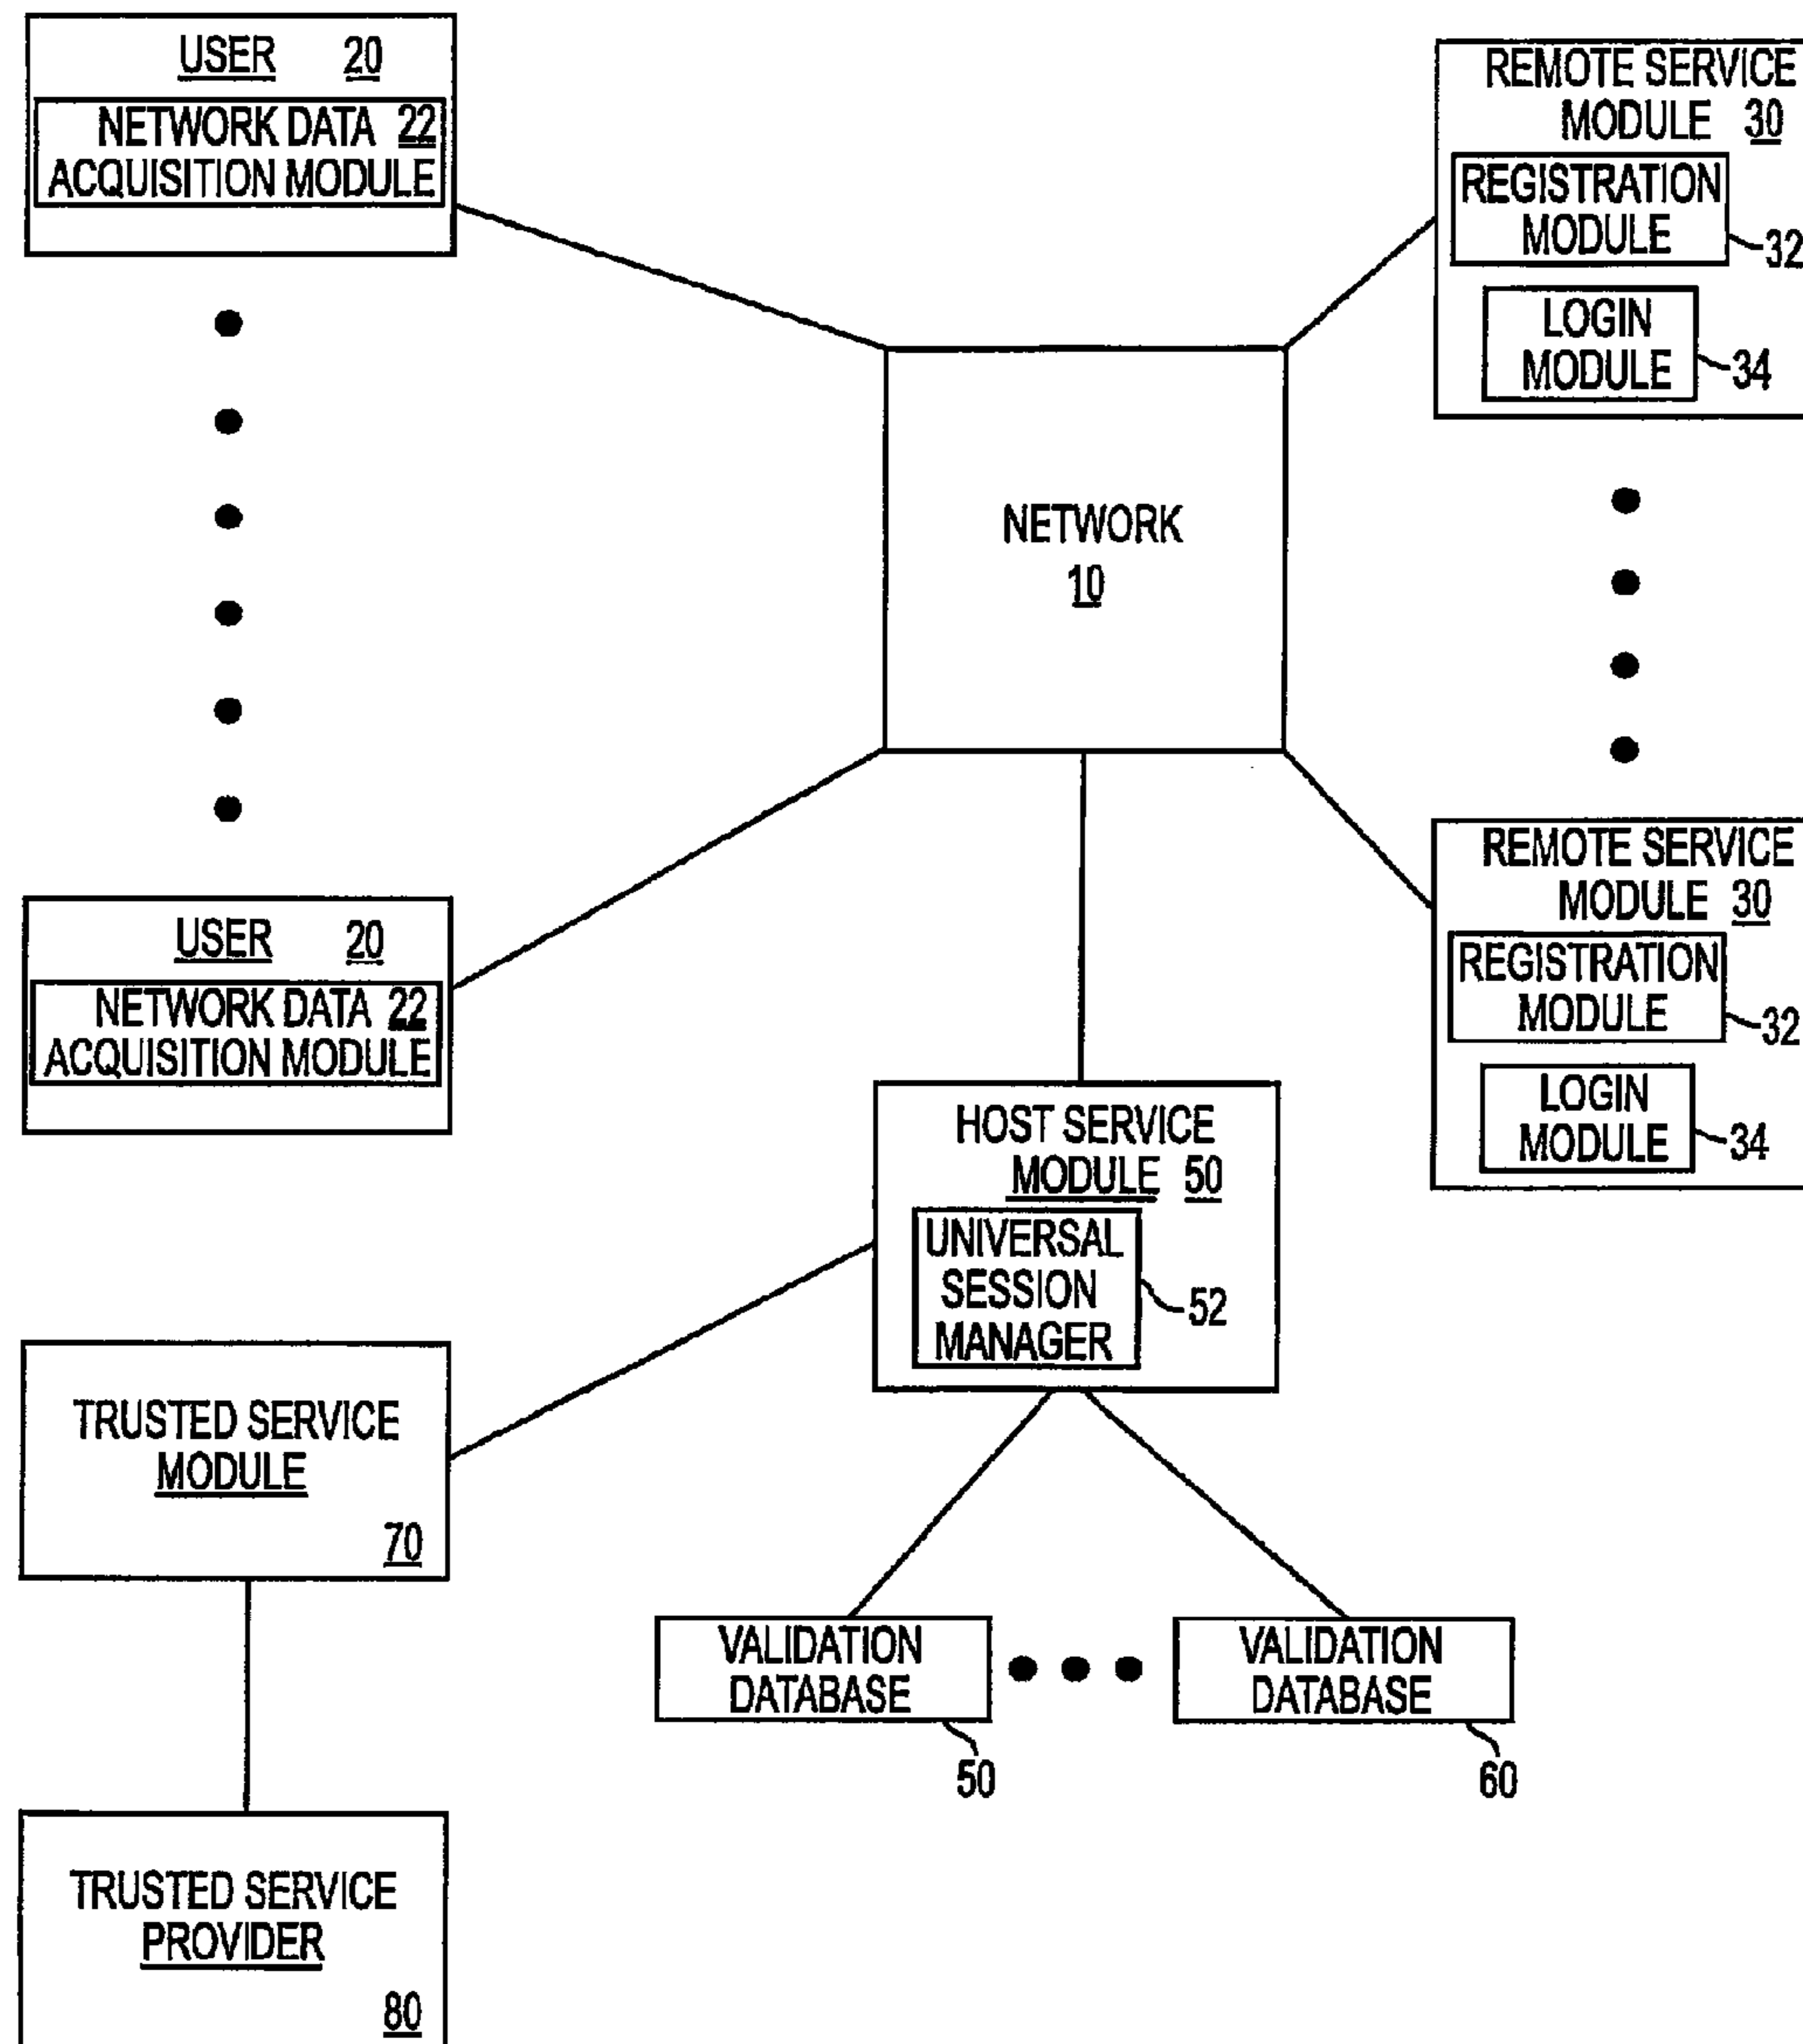 USER 20
NETWORK DATA 22
ACQUISITION MODULE
REMOTE SERVICE
MODULE 30
REGISTRATION
MODULE
32
LOGIN
MODULE
34
NETWORK
10
USER 20
NETWORK DATA 22
ACQUISITION MODULE
REMOTE SERVICE
MODULE 30
REGISTRATION
MODULE
32
LOGIN
MODULE
34
HOST SERVICE
MODULE 50
UNIVERSAL
SESSION
MANAGER
52
TRUSTED SERVICE
MODULE
70
VALIDATION
DATABASE
50
VALIDATION
DATABASE
60
TRUSTED SERVICE
PROVIDER
80